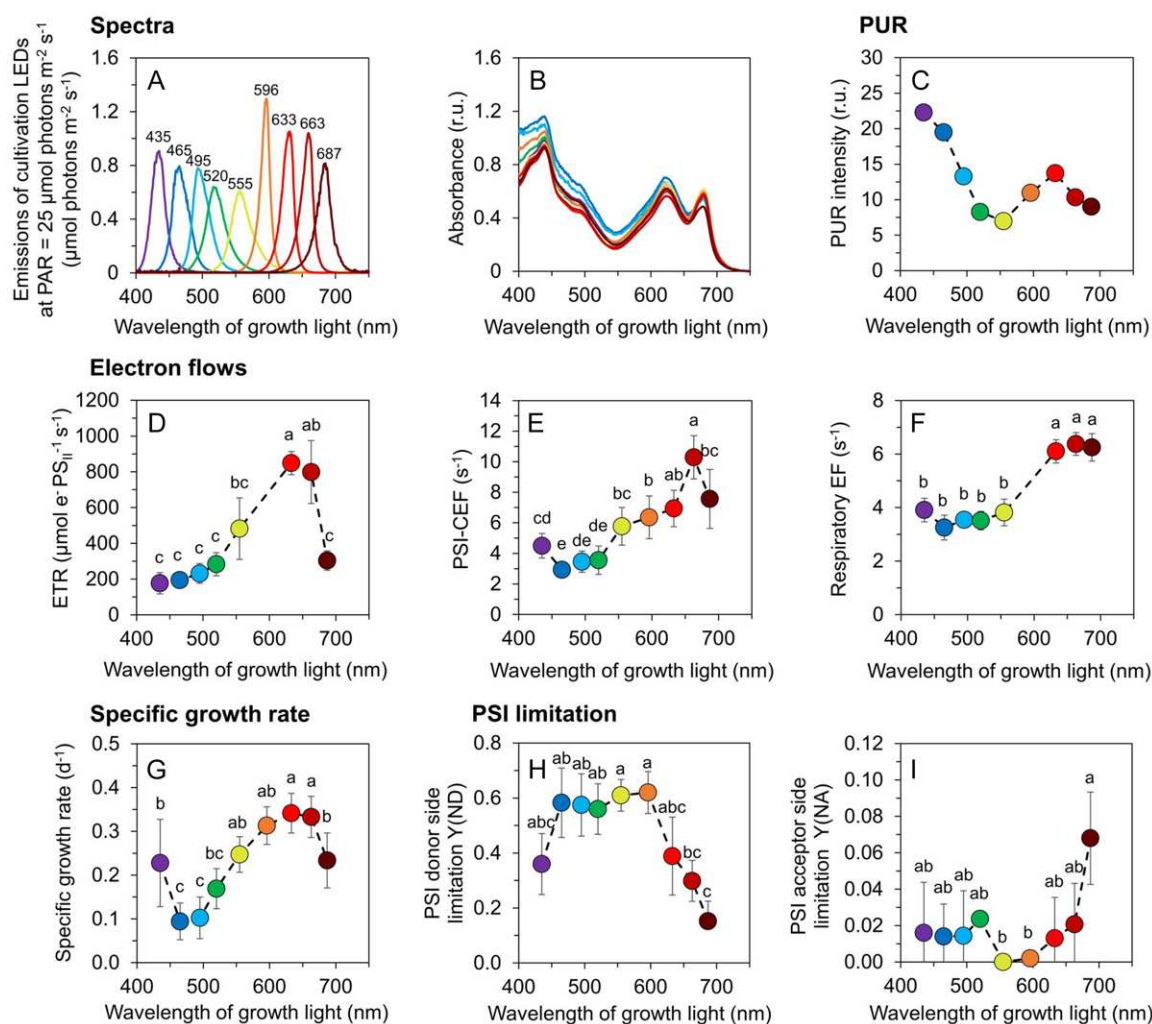 Spectra
PUR
Emissions of cultivation LEDs
at PAR = 25 µmol photons m-2 s-1
(µmol photons m-2 s-1)
1.6
1.2
0.8
0.4
0.0
A
435
465
495
520
555
596
633
663
687
400 500 600 700
Wavelength of growth light (nm)
Absorbance (r.u.)
1.6
1.2
0.8
0.4
0.0
B
400 500 600 700
Wavelength of growth light (nm)
PUR intensity (r.u.)
30
25
20
15
10
5
0
C
400 500 600 700
Wavelength of growth light (nm)
Electron flows
ETR (µmol e- PSII-1 s-1)
1200
1000
800
600
400
200
0
D
c c c c bc a ab c
400 500 600 700
Wavelength of growth light (nm)
PSI-CEF (s-1)
14
12
10
8
6
4
2
0
E
cd e de de bc b ab a bc
400 500 600 700
Wavelength of growth light (nm)
Respiratory EF (s-1)
8
6
4
2
0
F
b b b b b a a a
400 500 600 700
Wavelength of growth light (nm)
Specific growth rate
PSI limitation
Specific growth rate (d-1)
0.5
0.4
0.3
0.2
0.1
0.0
G
b c c bc ab ab a a b
400 500 600 700
Wavelength of growth light (nm)
PSI donor side
limitation Y(ND)
0.8
0.6
0.4
0.2
0.0
H
abc ab ab ab a a abc bc c
400 500 600 700
Wavelength of growth light (nm)
PSI acceptor side
limitation Y(NA)
0.12
0.10
0.08
0.06
0.04
0.02
0.00
I
ab ab ab ab b b ab ab a
400 500 600 700
Wavelength of growth light (nm)